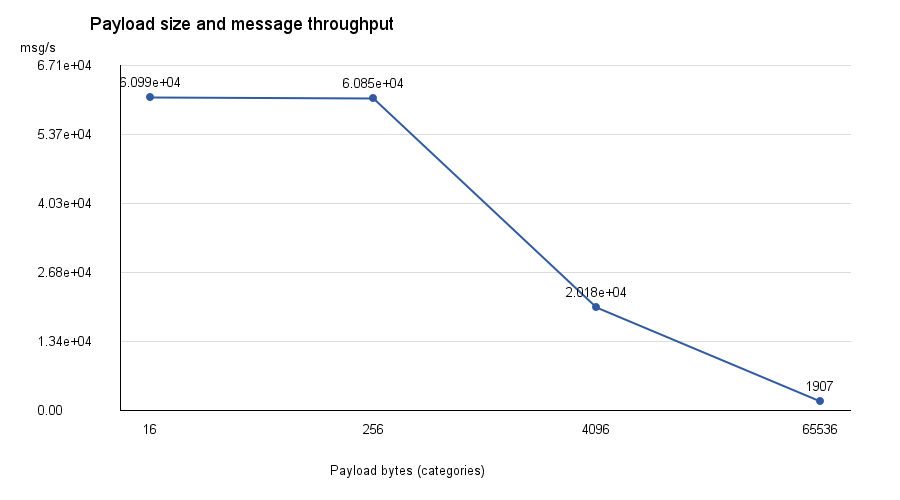 Payload size and message throughput
msg/s
6.71e+04
6.099e+04
6.085e+04
5.37e+04
4.03e+04
2.68e+04
2.018e+04
1.34e+04
1907
0.00
16
256
4096
65536
Payload bytes (categories)